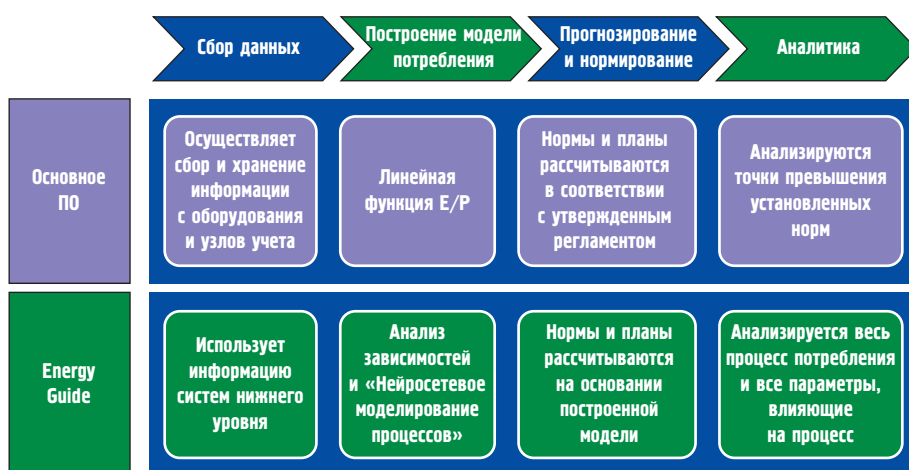 Сбор данных
Построение модели
потребления
Прогнозирование
и нормирование
Аналитика
Основное
ПО
Осуществляет
сбор и хранение
информации
с оборудования
и узлов учета
Линейная
функция E/P
Нормы и планы
рассчитываются
в соответствии
с утвержденным
регламентом
Анализируются
точки превышения
установленных
норм
Energy
Guide
Использует
информацию
систем нижнего
уровня
Анализ
зависимостей
и «Нейросетевое
моделирование
процессов»
Нормы и планы
рассчитываются
на основании
построенной
модели
Анализируется весь
процесс потребления
и все параметры,
влияющие
на процесс